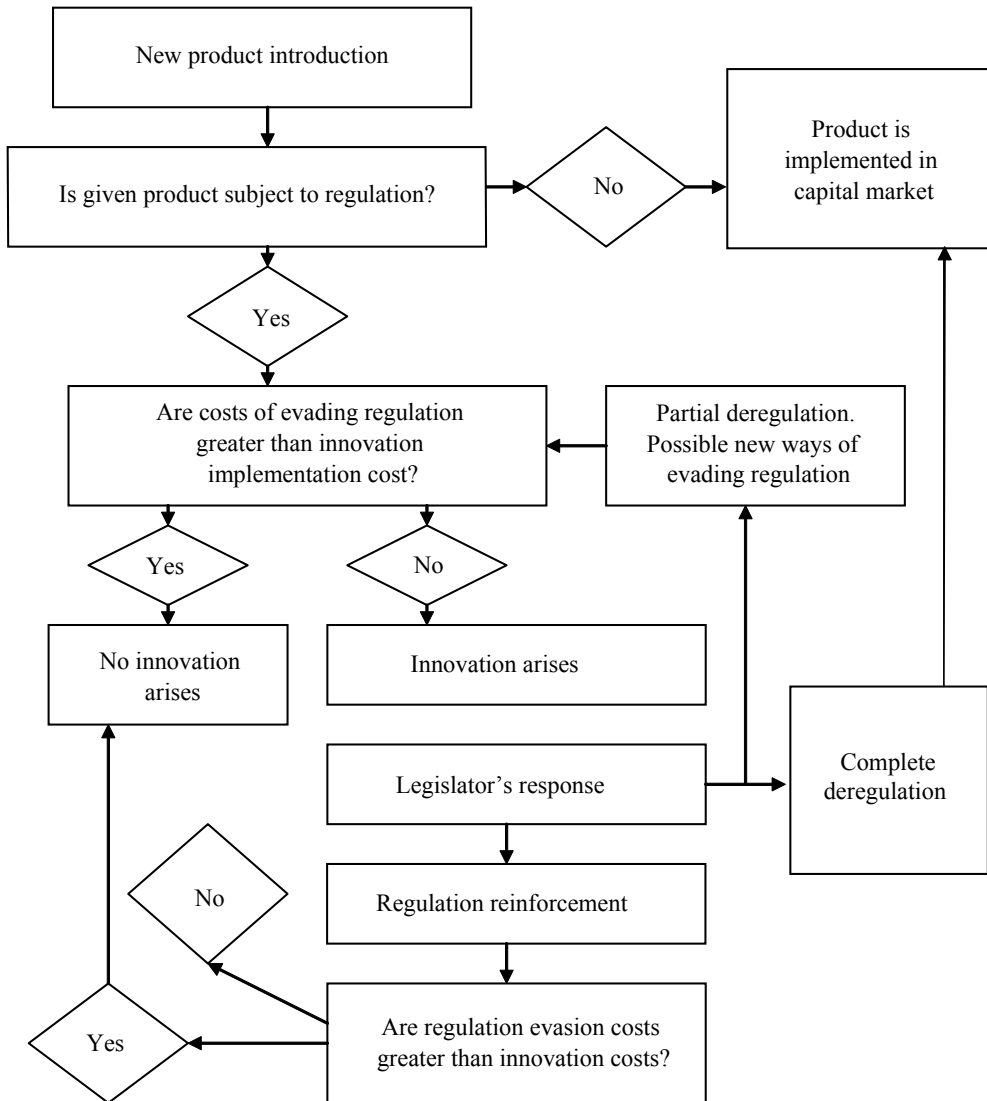 New product introduction
Product is
implemented in
capital market
Is given product subject to regulation?
No
Yes
Are costs of evading regulation
greater than innovation
implementation cost?
Partial deregulation.
Possible new ways of
evading regulation
Yes
No
No innovation
arises
Innovation arises
Legislator’s response
Complete
deregulation
No
Regulation reinforcement
Yes
Are regulation evasion costs
greater than innovation costs?